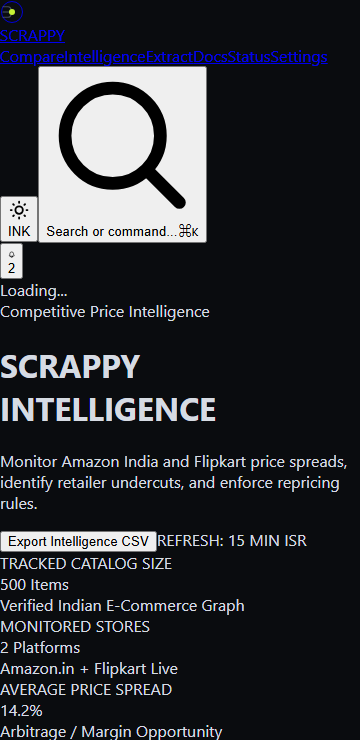 SCRAPPY
CompareIntelligenceExtractDocsStatusSettings
INK
Search or command...⌘K
2
Loading...
Competitive Price Intelligence
SCRAPPY
INTELLIGENCE
Monitor Amazon India and Flipkart price spreads,
identify retailer undercuts, and enforce repricing
rules.
Export Intelligence CSV REFRESH: 15 MIN ISR
TRACKED CATALOG SIZE
500 Items
Verified Indian E-Commerce Graph
MONITORED STORES
2 Platforms
Amazon.in + Flipkart Live
AVERAGE PRICE SPREAD
14.2%
Arbitrage / Margin Opportunity